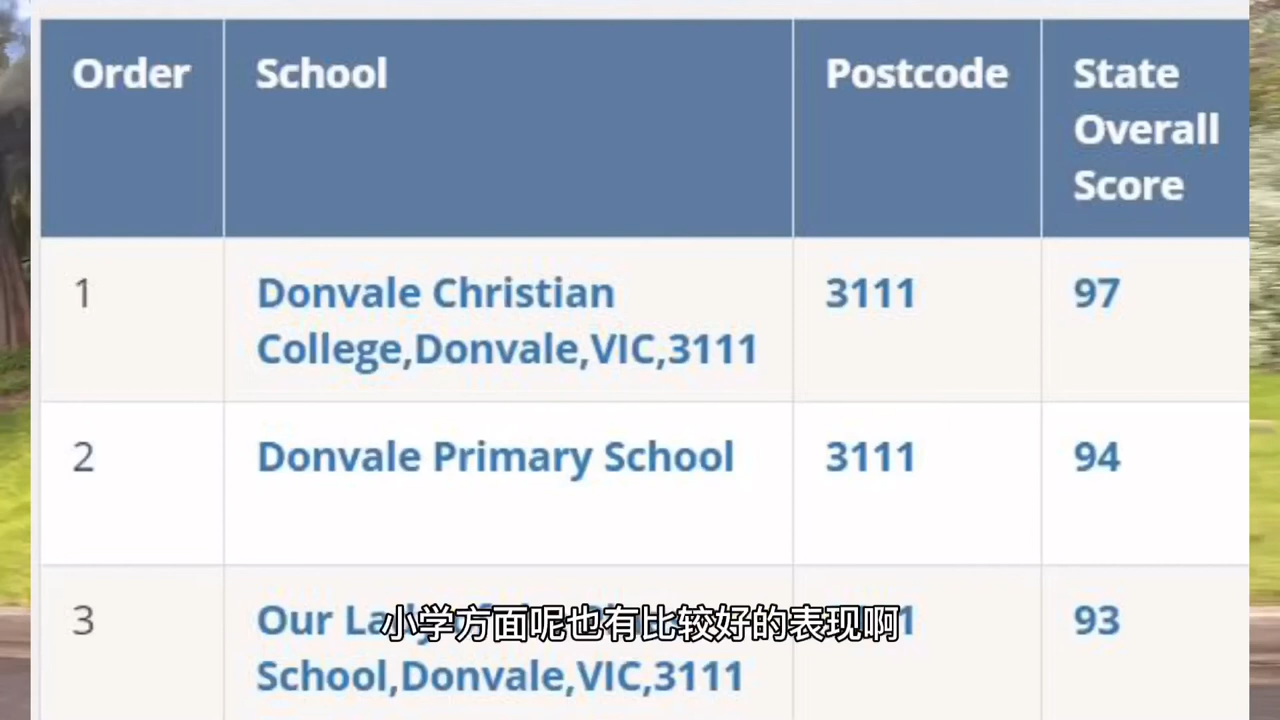 Order School Postcode State
Overall
Score
1 Donvale Christian 3111 97
College,Donvale,VIC,3111
2 Donvale Primary School 3111 94
3 Our 93
小学方面呢也有比较好的表现啊
School,Donvale,VIC,3111